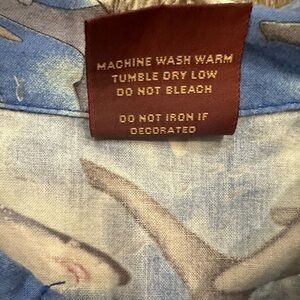 MACHINE WASH WARM
TUMBLE DRY LOW
DO NOT BLEACH
DO NOT IRON IF
DECORATED